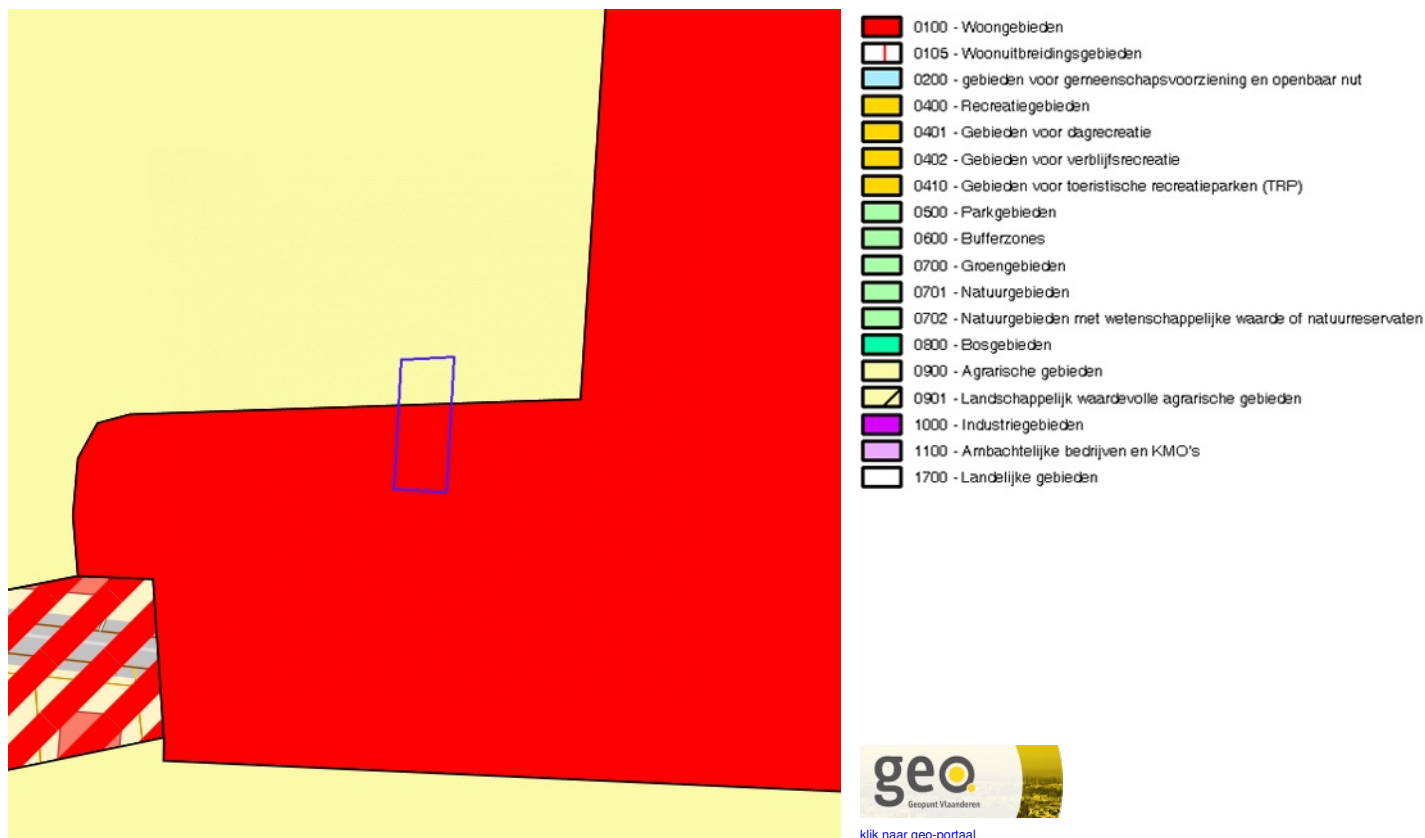 0100 - Woongebieden
0105 - Woonuitbreidingsgebieden
0200 - gebieden voor gemeenschapsvoorziening en openbaar nut
0400 - Recreatiegebieden
0401 - Gebieden voor dagrecreatie
0402 - Gebieden voor verblijfsrecreatie
0410 - Gebieden voor toeristische recreatieparken (TRP)
0500 - Parkgebieden
0600 - Bufferzones
0700 - Groengebieden
0701 - Natuurgebieden
0702 - Natuurgebieden met wetenschappelijke waarde of natuurreservaten
0800 - Bosgebieden
0900 - Agrarische gebieden
0901 - Landschappelijk waardevolle agrarische gebieden
1000 - Industriegebieden
1100 - Ambachtelijke bedrijven en KMO's
1700 - Landelijke gebieden
geo.
Geopunt Vlaanderen
klik naar geo-portaal